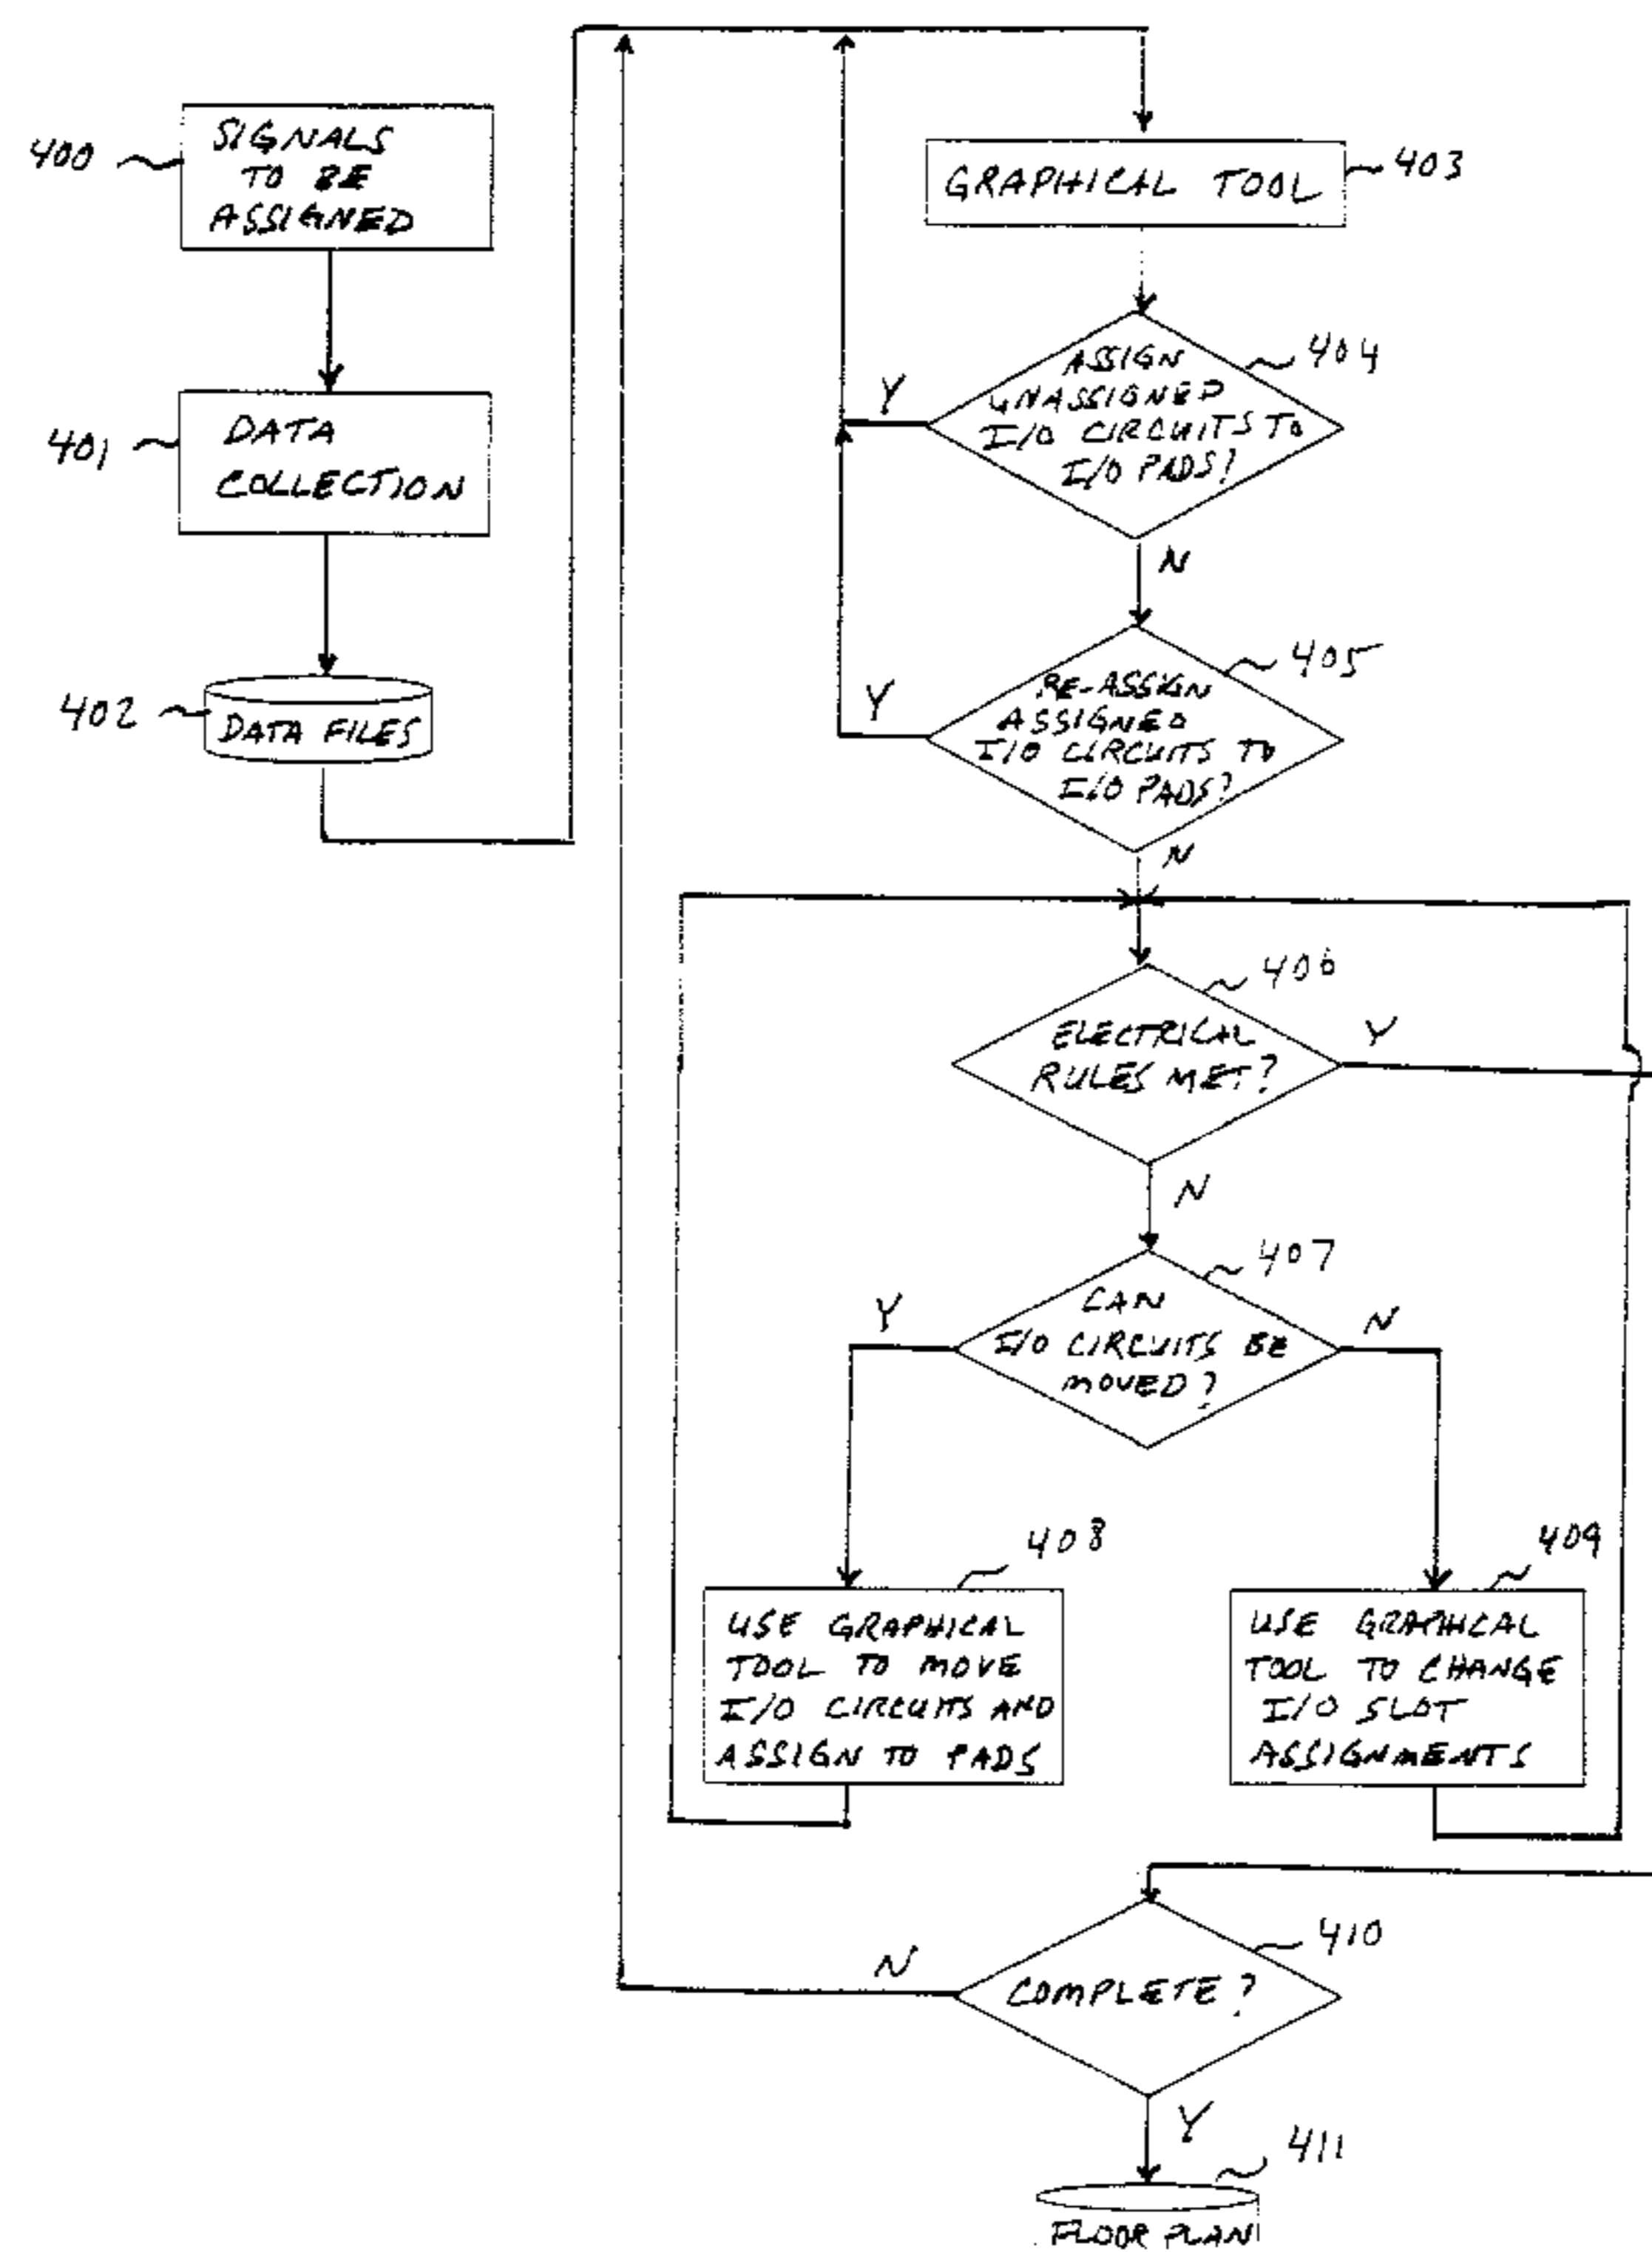 400
SIGNALS
TO BE
ASSIGNED
401
DATA
COLLECTION
402
DATA FILES
GRAPHICAL TOOL
403
404
ASSIGN
UNASSIGNED
I/O CIRCUITS TO
I/O PADS?
Y
N
405
RE-ASSIGN
ASSIGNED
I/O CIRCUITS TO
I/O PADS?
Y
N
406
ELECTRICAL
RULES MET?
Y
N
407
CAN
I/O CIRCUITS BE
MOVED?
Y
N
408
USE GRAPHICAL
TOOL TO MOVE
I/O CIRCUITS AND
ASSIGN TO PADS
409
USE GRAPHICAL
TOOL TO CHANGE
I/O SLOT
ASSIGNMENTS
410
COMPLETE?
N
Y
411
FLOOR PLAN